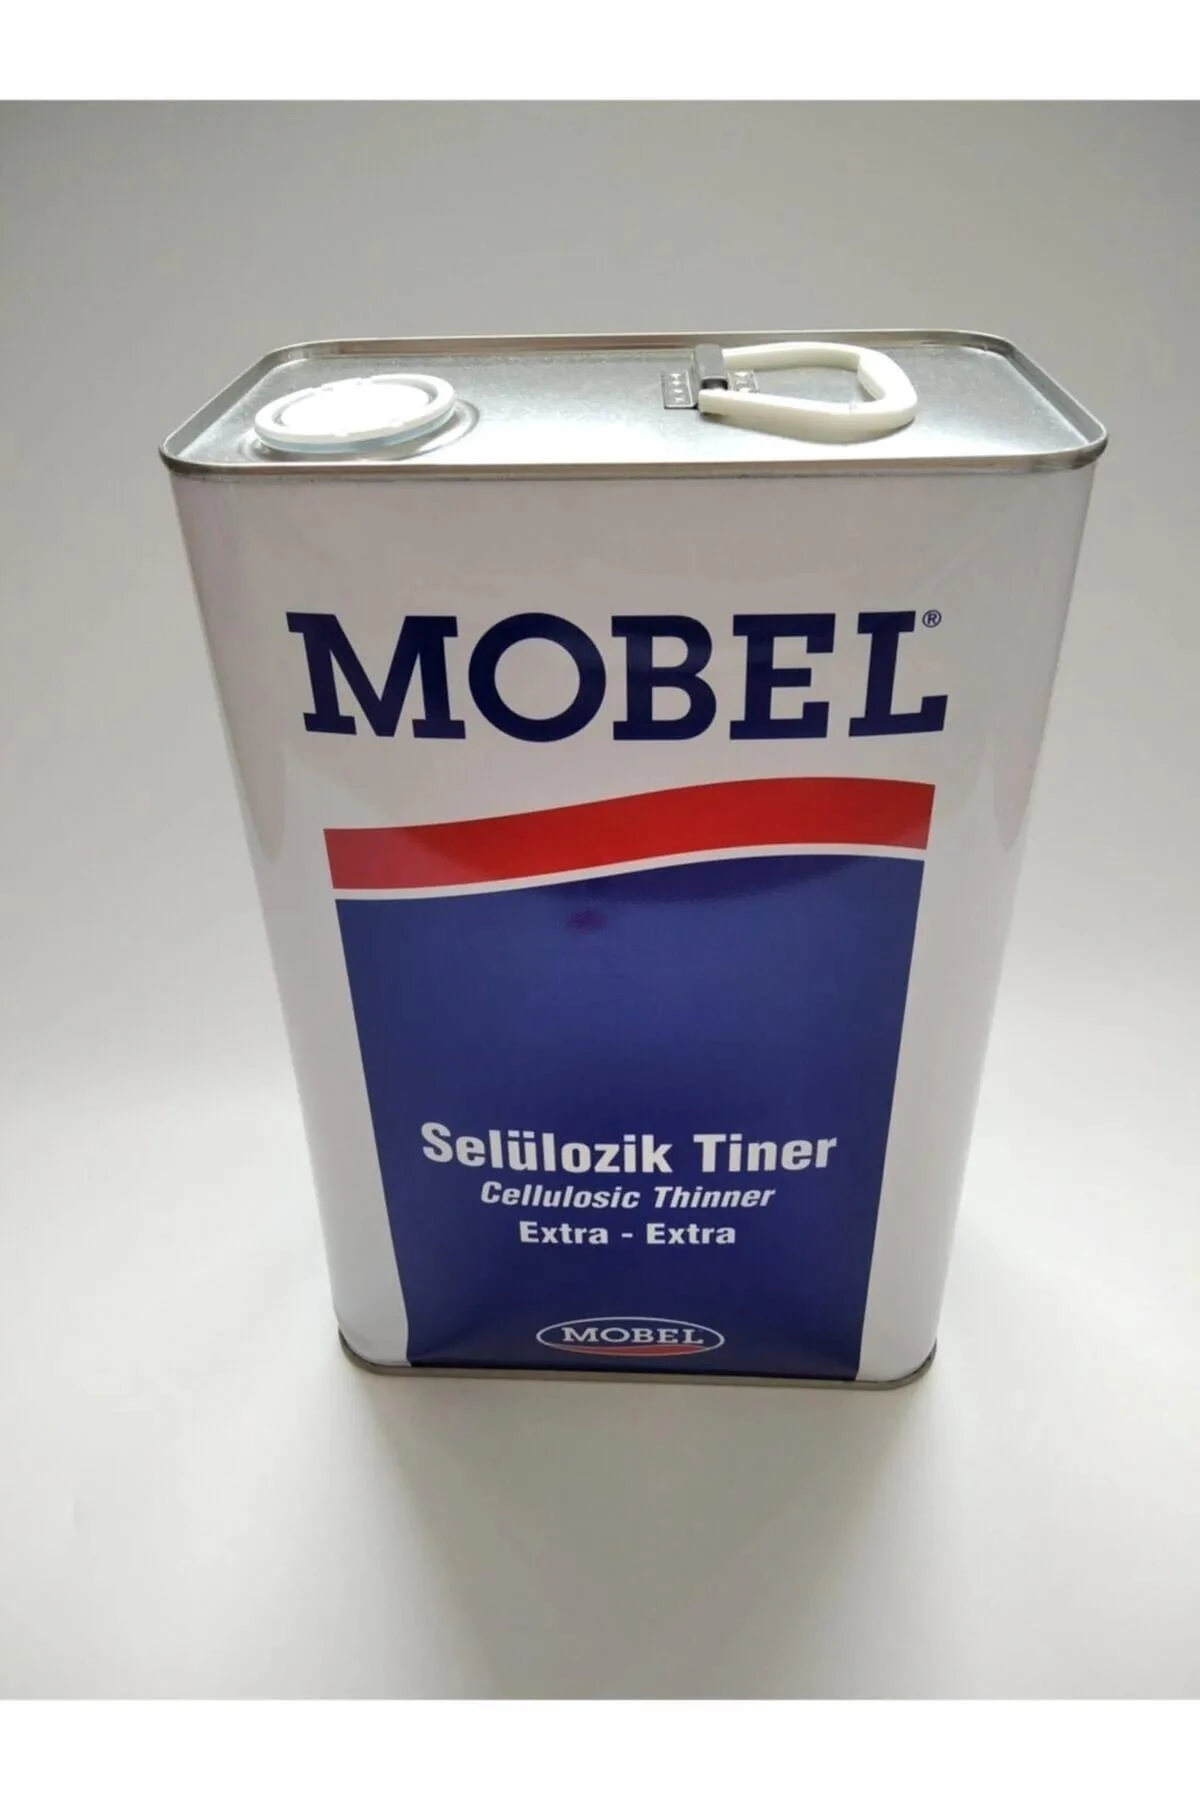 MOBEL®
Selülozik Tiner
Cellulosic Thinner
Extra - Extra
MOBEL